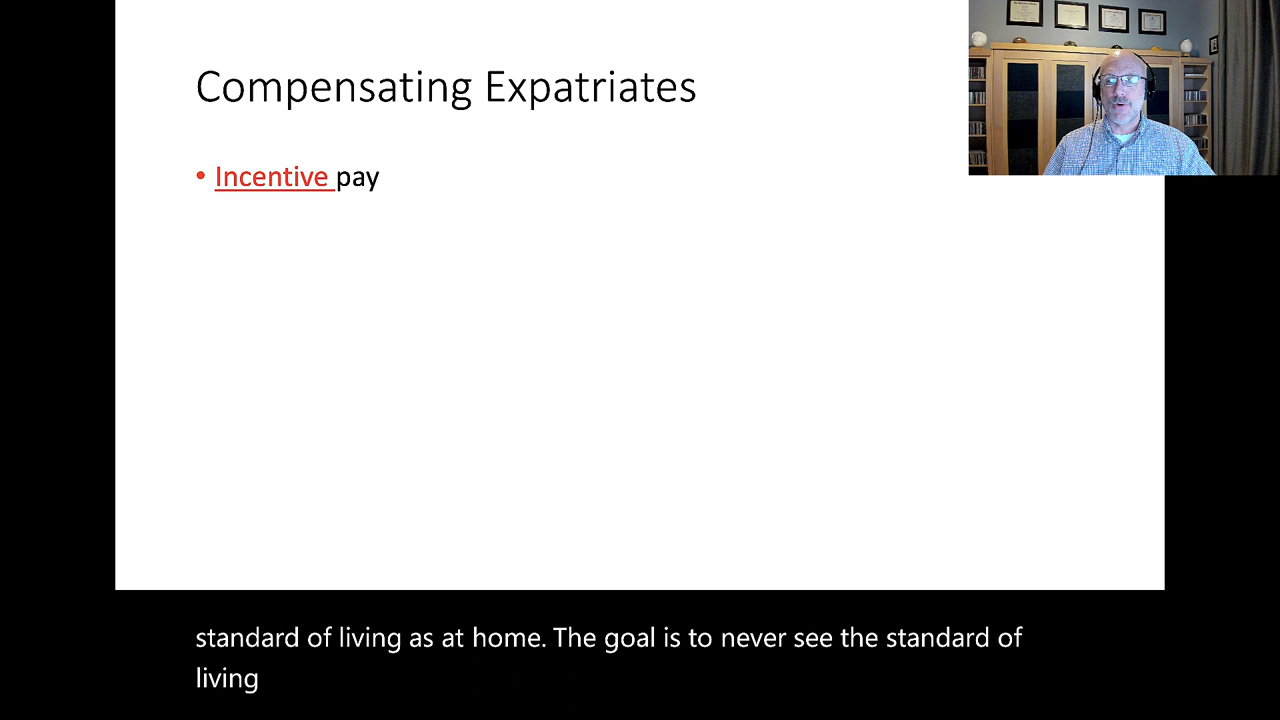 Compensating Expatriates
• Incentive pay
standard of living as at home. The goal is to never see the standard of
living